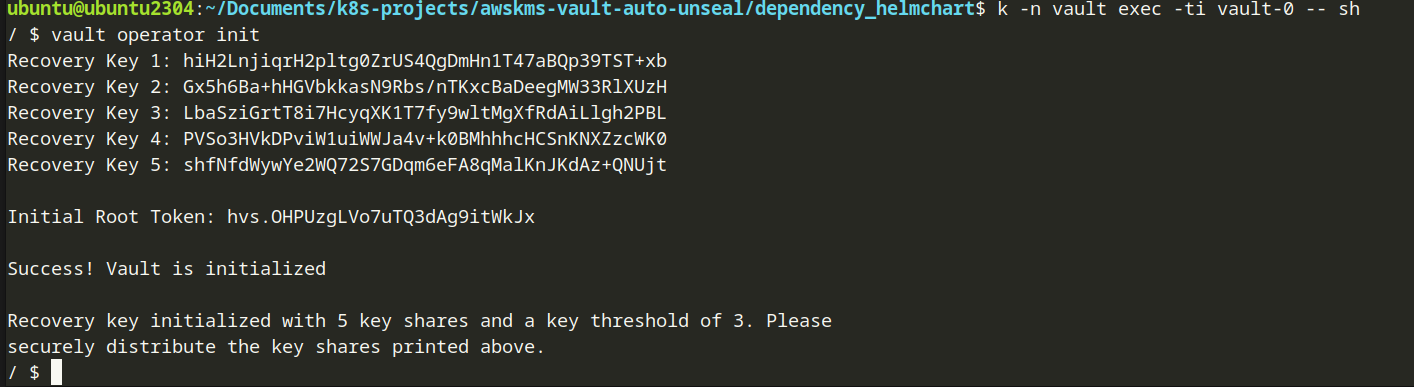 ubuntu@ubuntu2304:~/Documents/k8s-projects/awskms-vault-auto-unseal/dependency_helmchart$ k -n vault exec -ti vault-0 -- sh
/ $ vault operator init
Recovery Key 1: hiH2LnjiqrH2pltg0ZrUS4QgDmHn1T47aBQp39TST+xb
Recovery Key 2: Gx5h6Ba+hHGVbkkasN9Rbs/nTKxcBaDeegMW33RlXUzH
Recovery Key 3: LbaSziGrtT8i7HcyqXK1T7fy9wltMgXfRdAiLlgh2PBL
Recovery Key 4: PVSo3HVkDPviW1uiWWJa4v+k0BMhhhcHCSnKNXZzcWK0
Recovery Key 5: shfNfdWywYe2WQ72S7GDqm6eFA8qMalKnJKdAz+QNUjt
Initial Root Token: hvs.OHPUzgLVo7uTQ3dAg9itWkJx
Success! Vault is initialized
Recovery key initialized with 5 key shares and a key threshold of 3. Please
securely distribute the key shares printed above.
/ $